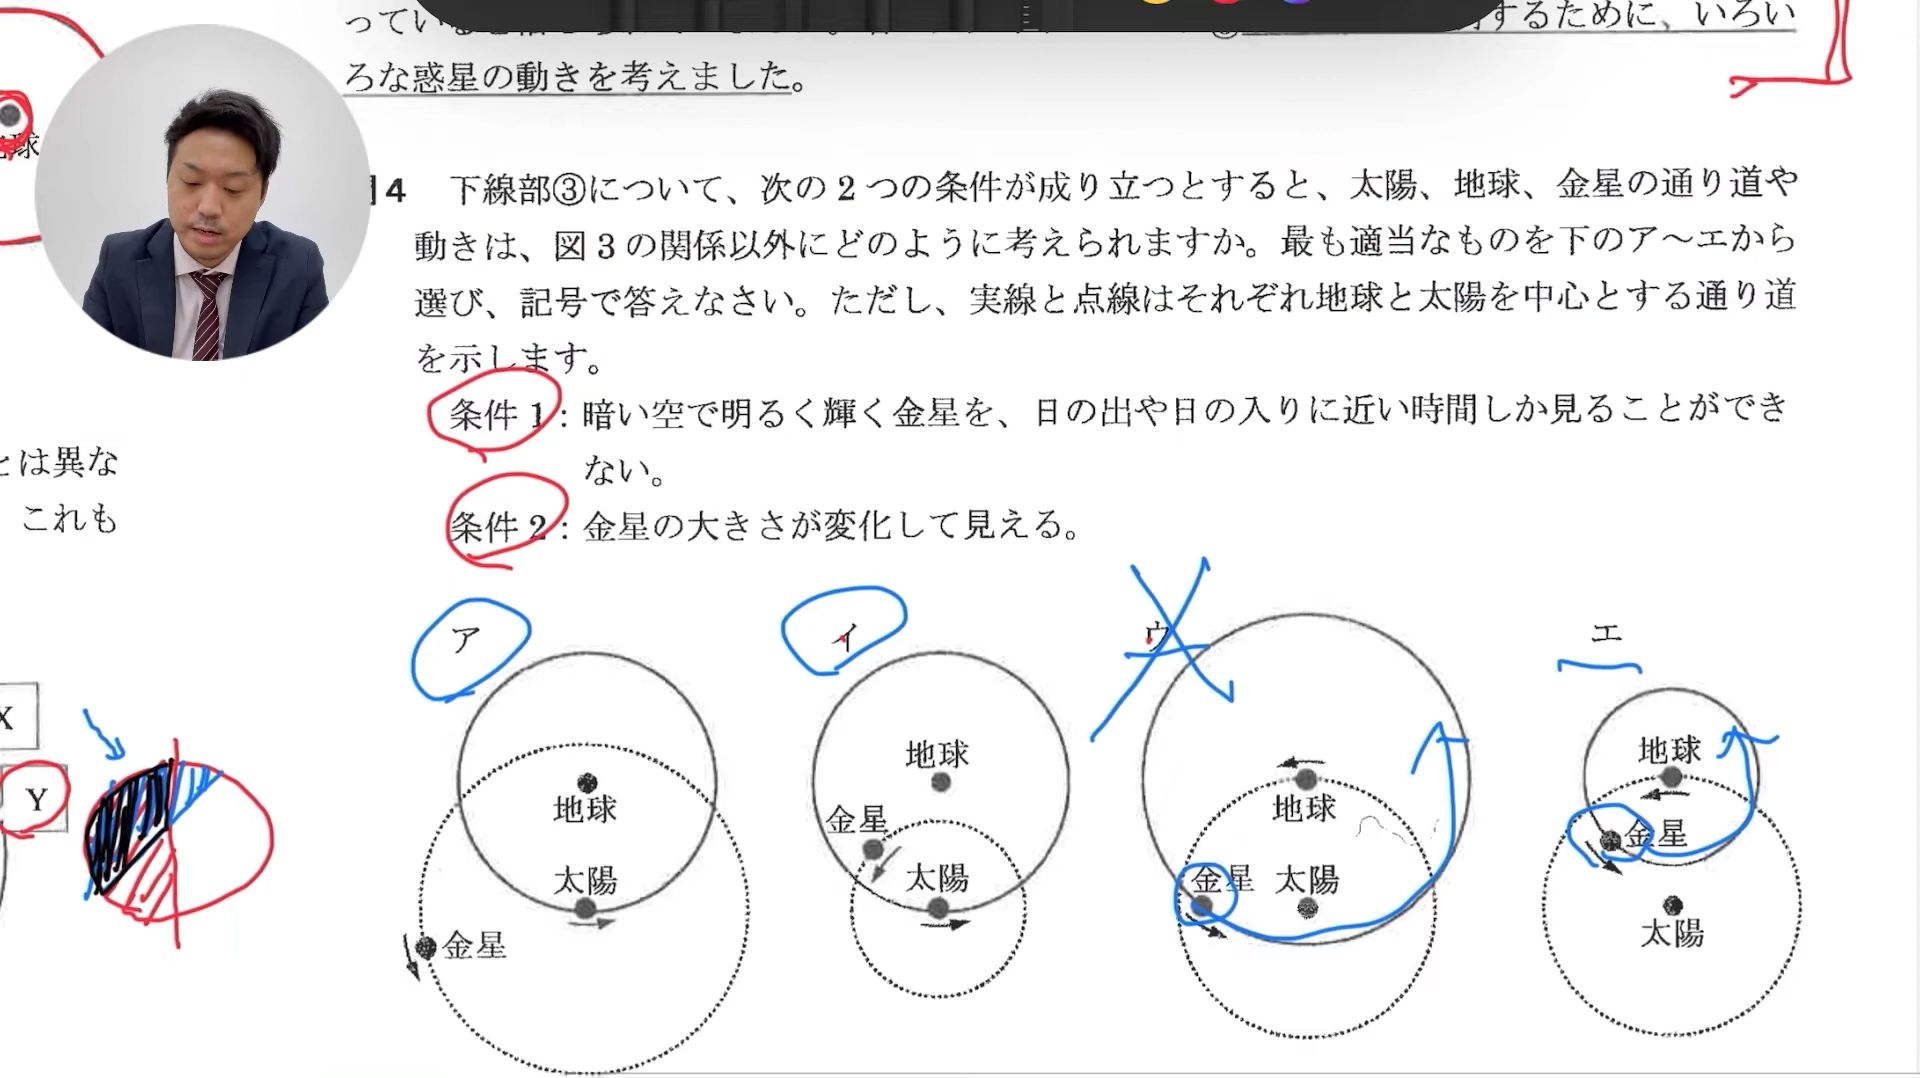 するために、いろい
ろな惑星の動きを考えました。
球
4 下線部③について、次の2つの条件が成り立つとすると、太陽、地球、金星の通り道や
動きは、図3の関係以外にどのように考えられますか。最も適当なものを下のア～エから
選び、記号で答えなさい。ただし、実線と点線はそれぞれ地球と太陽を中心とする通り道
を示します。
条件1：暗い空で明るく輝く金星を、日の出や日の入りに近い時間しか見ることができ
ない。
とは異な
これも
条件2：金星の大きさが変化して見える。
ア
イ
ウ
エ
X
Y
地球
太陽
金星
地球
金星
太陽
地球
金星 太陽
地球
金星
太陽